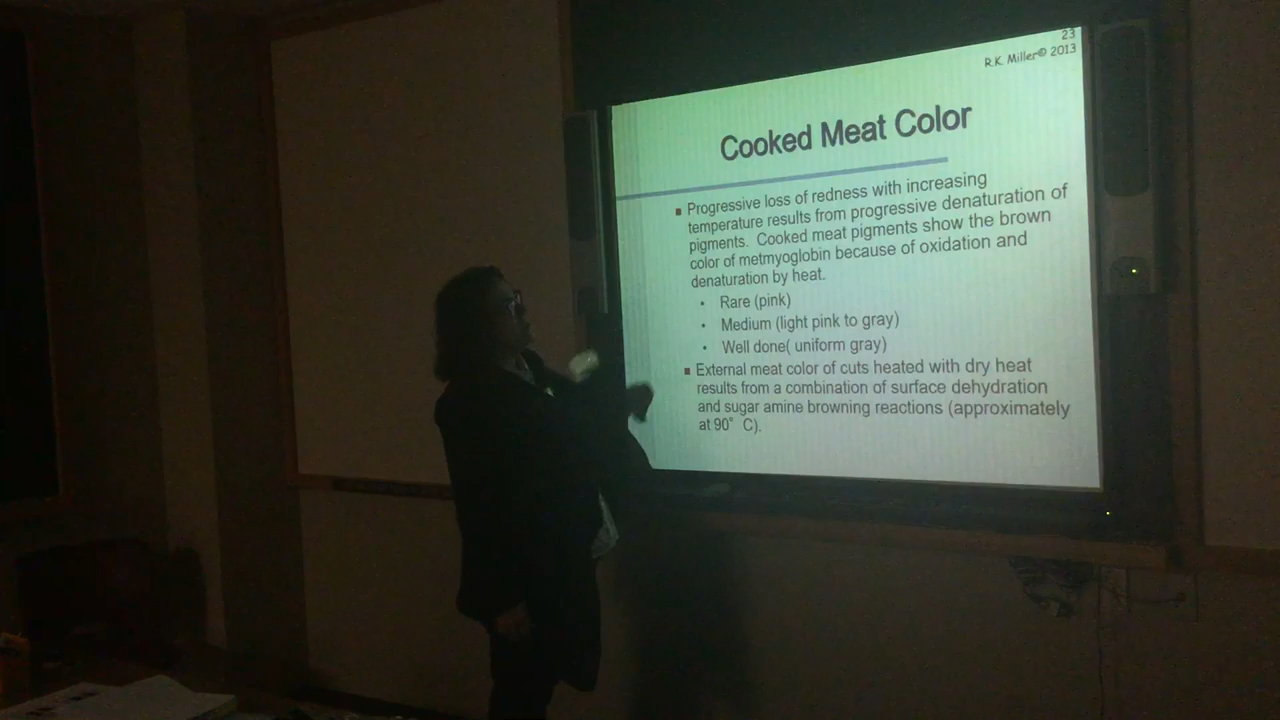 23
R.K. Miller© 2013
Cooked Meat Color
▪ Progressive loss of redness with increasing
temperature results from progressive denaturation of
pigments. Cooked meat pigments show the brown
color of metmyoglobin because of oxidation and
denaturation by heat.
• Rare (pink)
• Medium (light pink to gray)
• Well done( uniform gray)
▪ External meat color of cuts heated with dry heat
results from a combination of surface dehydration
and sugar amine browning reactions (approximately
at 90° C).